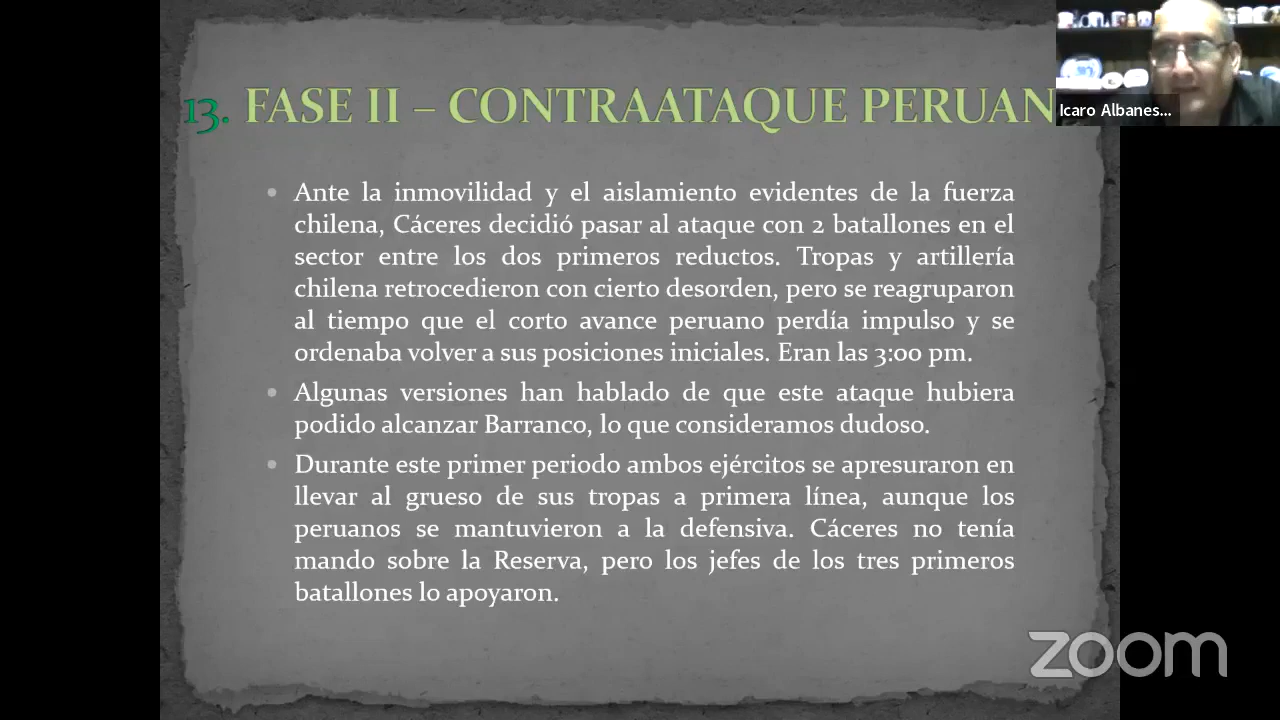 13. FASE II – CONTRAATAQUE PERUAN
Icaro Albanes...
Ante la inmovilidad y el aislamiento evidentes de la fuerza
chilena, Cáceres decidió pasar al ataque con 2 batallones en el
sector entre los dos primeros reductos. Tropas y artillería
chilena retrocedieron con cierto desorden, pero se reagruparon
al tiempo que el corto avance peruano perdía impulso y se
ordenaba volver a sus posiciones iniciales. Eran las 3:00 pm.
Algunas versiones han hablado de que este ataque hubiera
podido alcanzar Barranco, lo que consideramos dudoso.
Durante este primer periodo ambos ejércitos se apresuraron en
llevar al grueso de sus tropas a primera línea, aunque los
peruanos se mantuvieron a la defensiva. Cáceres no tenía
mando sobre la Reserva, pero los jefes de los tres primeros
batallones lo apoyaron.
zoom